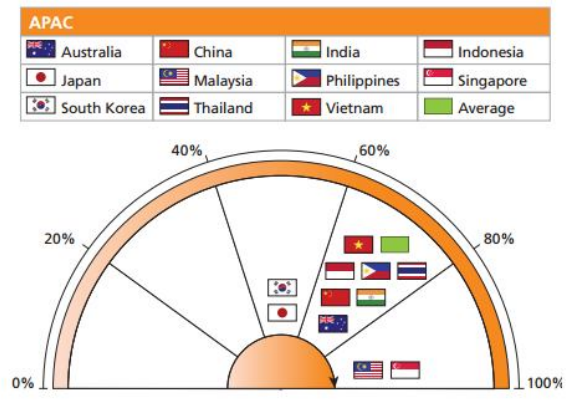 APAC
Australia China India Indonesia
Japan Malaysia Philippines Singapore
South Korea Thailand Vietnam Average
40% 60%
20% 80%
0% 100%